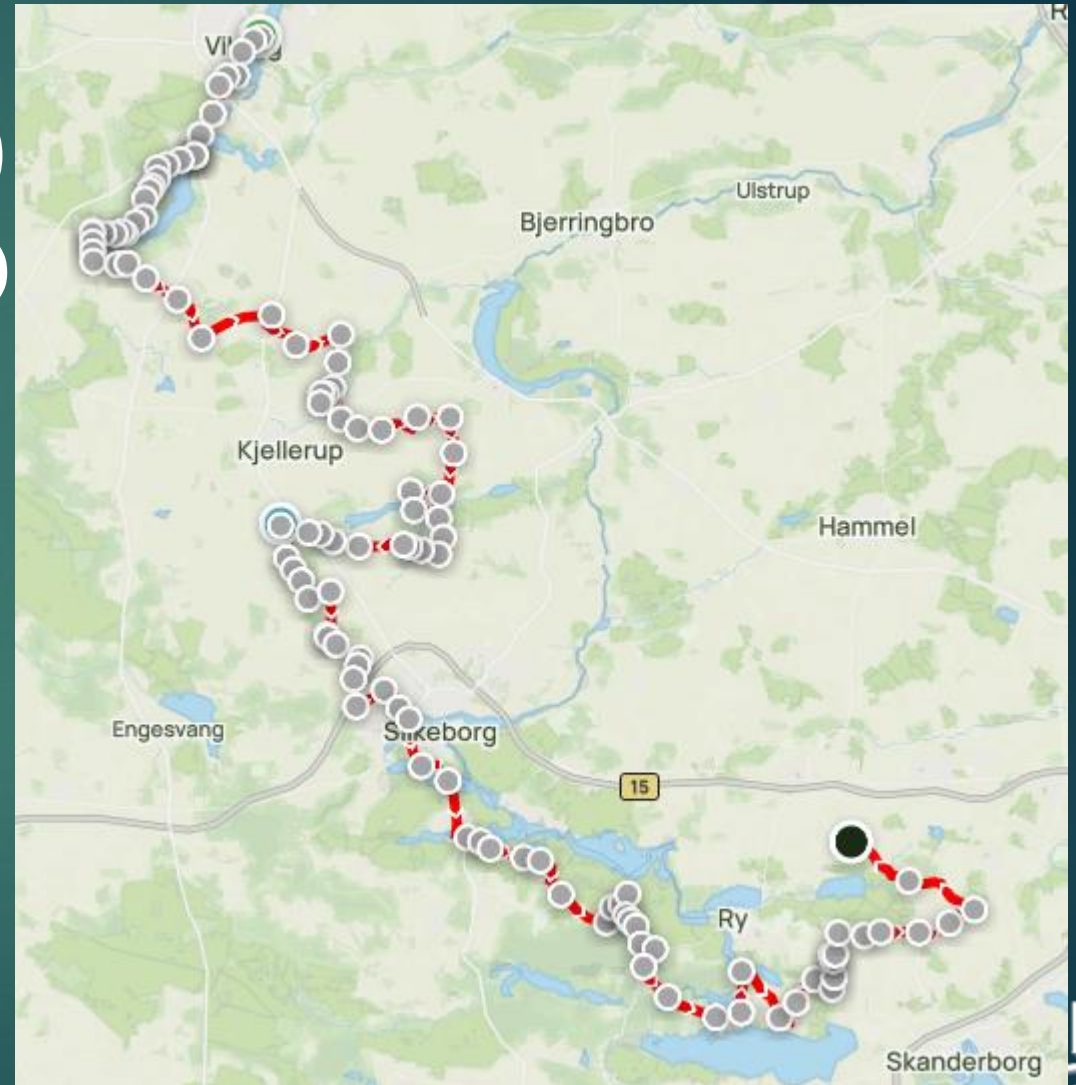 Ulstrup
Bjerringbro
Kjellerup
Hammel
Engesvang
Silkeborg
15
Ry
Skanderborg